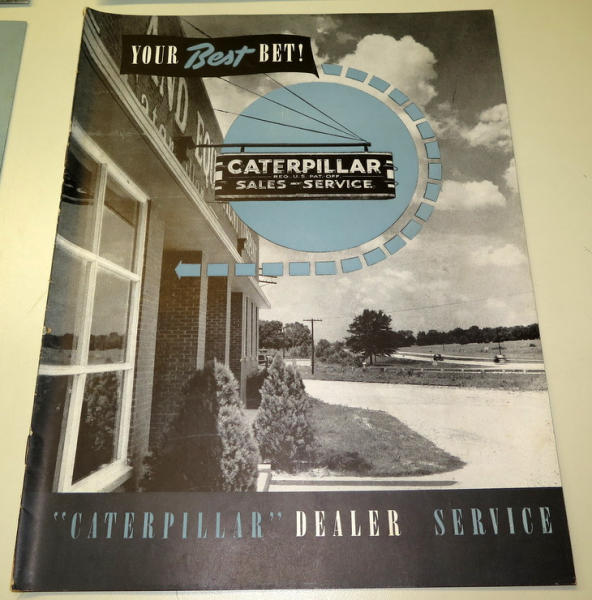 YOUR Best BET!
CATERPILLAR
REG. U.S. PAT. OFF.
SALES AND SERVICE
"CATERPILLAR" DEALER SERVICE